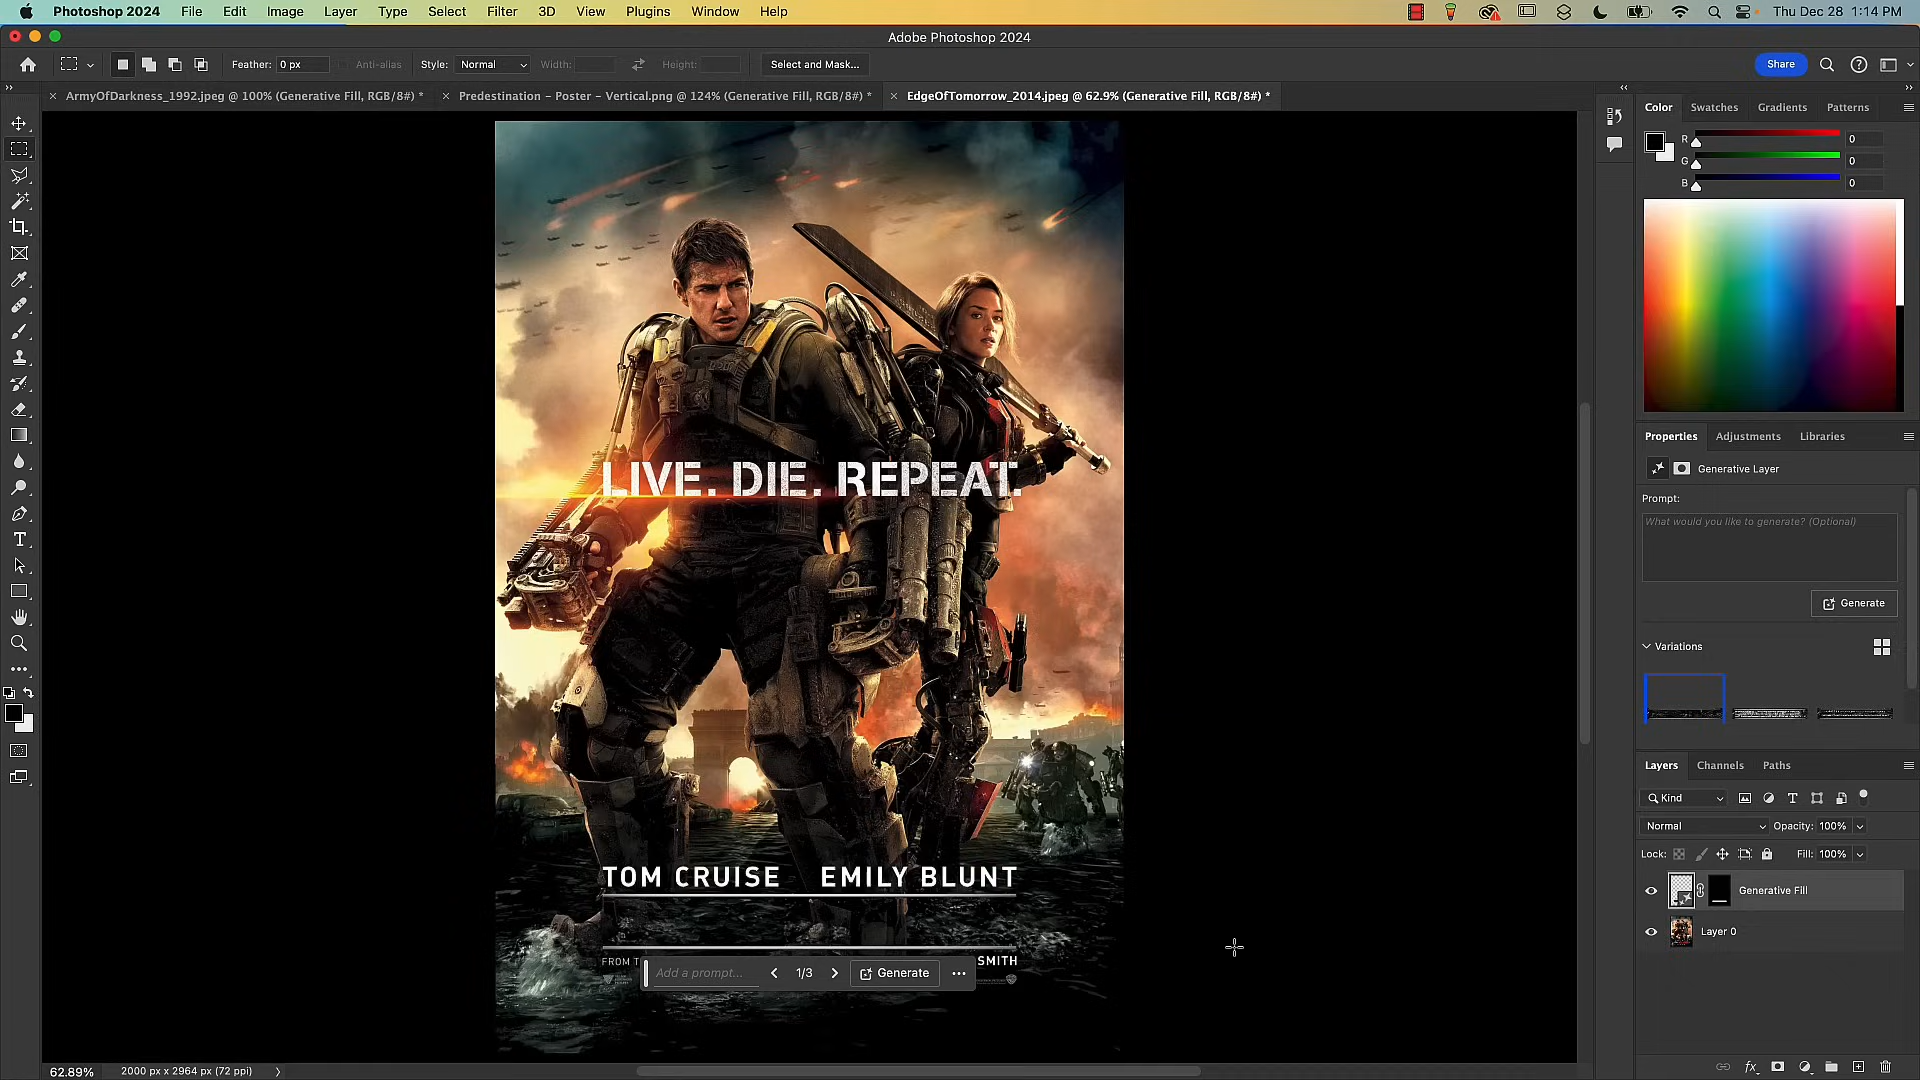 Photoshop 2024 File Edit Image Layer Type Select Filter 3D View Plugins Window Help Thu Dec 28 1:14 PM
Adobe Photoshop 2024
Feather: 0 px Anti-alias Style: Normal Width: Height: Select and Mask... Share
ArmyOfDarkness_1992.jpeg @ 100% (Generative Fill, RGB/8#) * Predestination - Poster - Vertical.png @ 124% (Generative Fill, RGB/8#) * EdgeOfTomorrow_2014.jpeg @ 62.9% (Generative Fill, RGB/8#) *
Color Swatches Gradients Patterns
R 0
G 0
B 0
LIVE. DIE. REPEAT.
TOM CRUISE EMILY BLUNT
FROM T SMITH
Add a prompt... 1/3 Generate
Properties Adjustments Libraries
Generative Layer
Prompt:
What would you like to generate? (Optional)
Generate
Variations
Layers Channels Paths
Kind
Normal Opacity: 100%
Lock: Fill: 100%
Generative Fill
Layer 0
62.89% 2000 px x 2964 px (72 ppi)